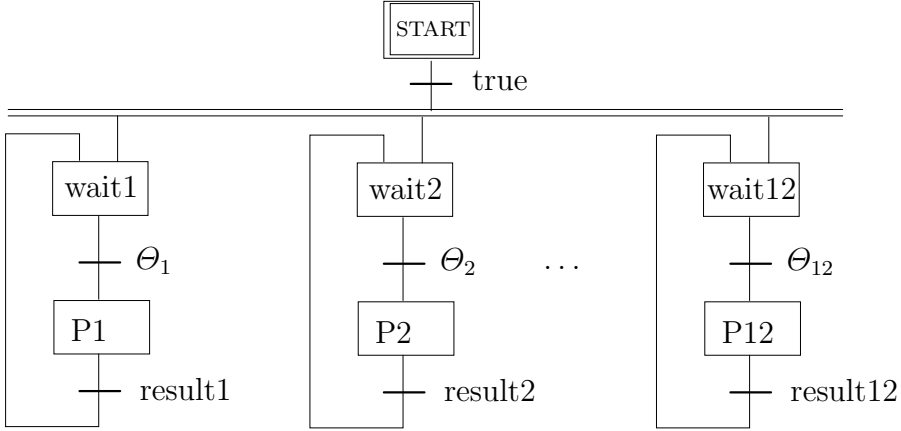 START
true
wait1 wait2 wait12
Θ1 Θ2 ... Θ12
P1 P2 P12
result1 result2 result12